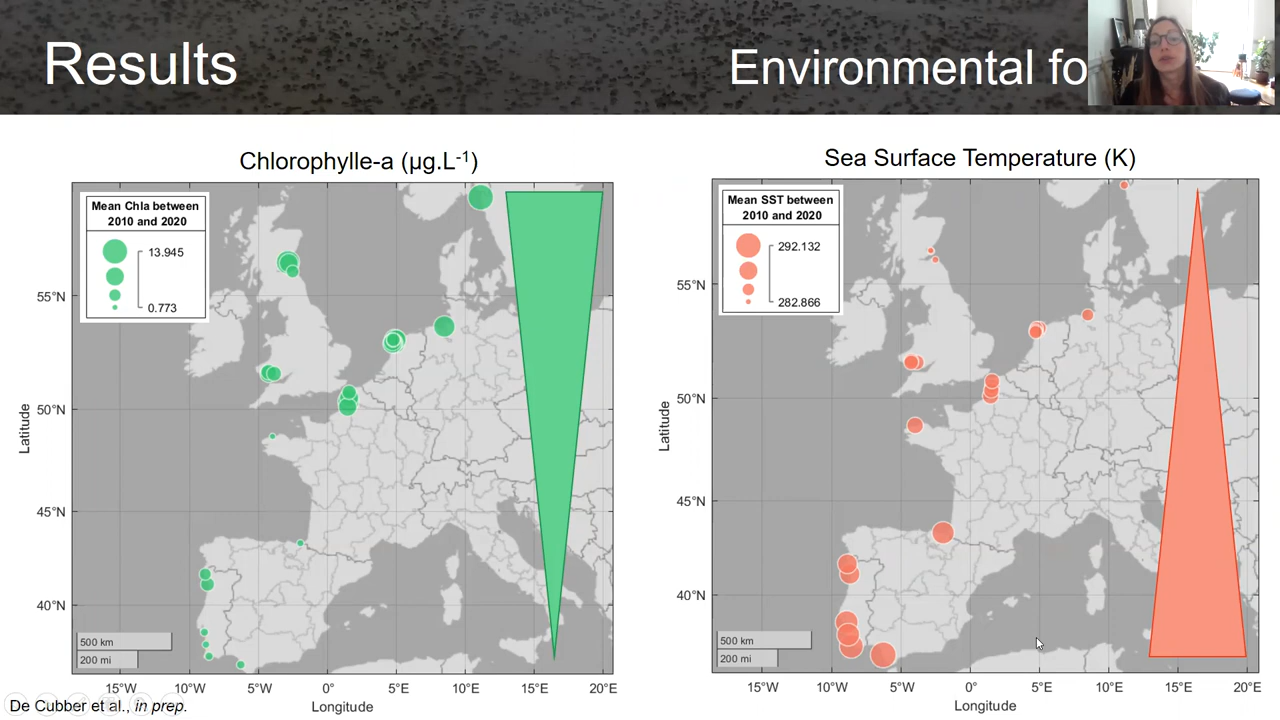 Results
Environmental fo
Chlorophylle-a (µg.L-1)
Mean Chla between
2010 and 2020
13.945
0.773
55°N
50°N
45°N
40°N
Latitude
500 km
200 mi
15°W
10°W
5°W
0°
5°E
10°E
15°E
20°E
Longitude
Sea Surface Temperature (K)
Mean SST between
2010 and 2020
292.132
282.866
55°N
50°N
45°N
40°N
Latitude
500 km
200 mi
15°W
10°W
5°W
0°
5°E
10°E
15°E
20°E
Longitude
De Cubber et al., in prep.